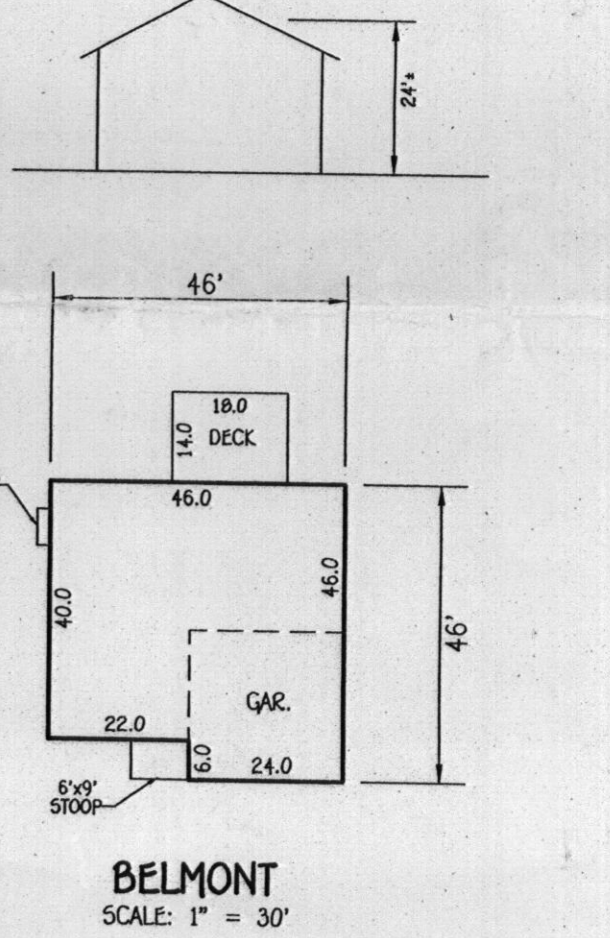 24'±
46'
18.0
14.0
DECK
46.0
46.0
40.0
46'
GAR.
22.0
6.0
24.0
6'x9'
STOOP
BELMONT
SCALE: 1" = 30'